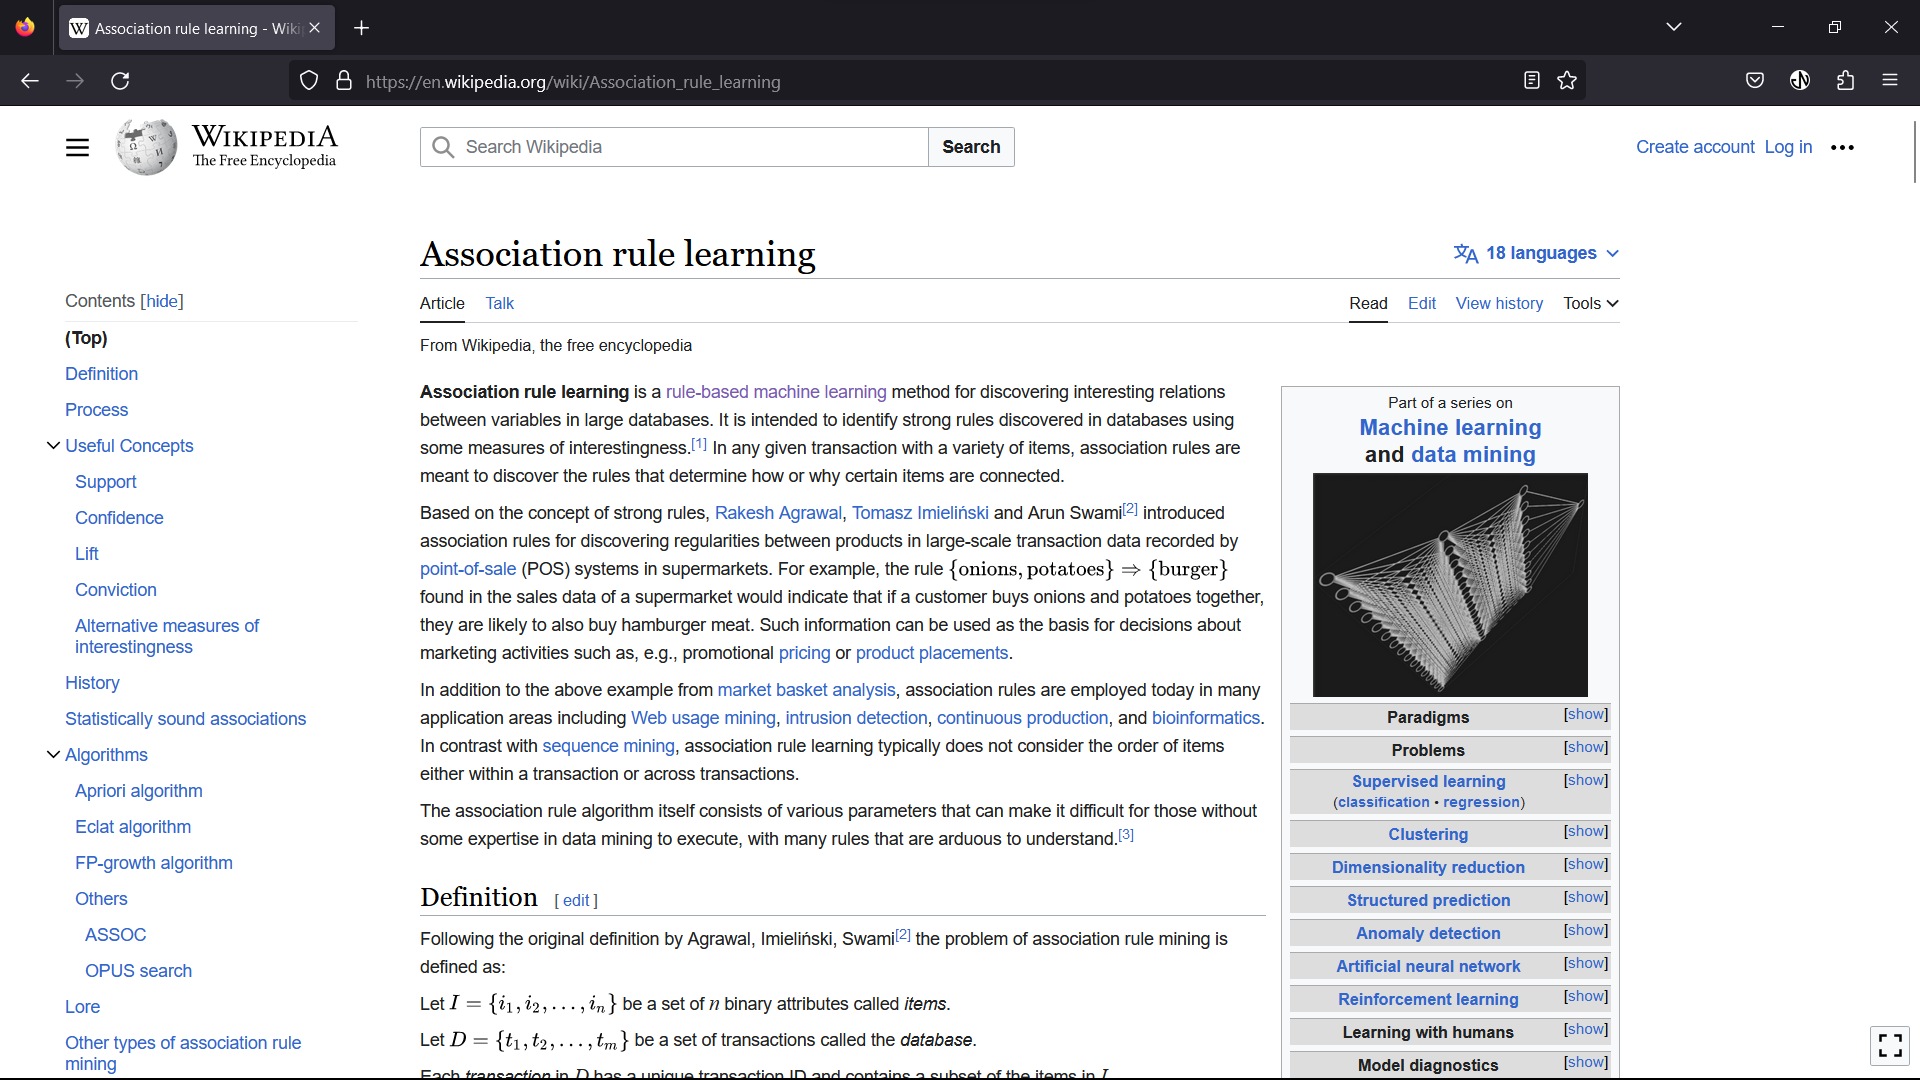 Association rule learning - Wiki
https://en.wikipedia.org/wiki/Association_rule_learning
WIKIPEDIA
The Free Encyclopedia
Search Wikipedia
Search
Create account Log in
Association rule learning
18 languages
Article Talk
Read Edit View history Tools
From Wikipedia, the free encyclopedia
Contents [hide]
(Top)
Definition
Process
Useful Concepts
Support
Confidence
Lift
Conviction
Alternative measures of
interestingness
History
Statistically sound associations
Algorithms
Apriori algorithm
Eclat algorithm
FP-growth algorithm
Others
ASSOC
OPUS search
Lore
Other types of association rule
mining
Association rule learning is a rule-based machine learning method for discovering interesting relations
between variables in large databases. It is intended to identify strong rules discovered in databases using
some measures of interestingness.[1] In any given transaction with a variety of items, association rules are
meant to discover the rules that determine how or why certain items are connected.
Based on the concept of strong rules, Rakesh Agrawal, Tomasz Imieliński and Arun Swami[2] introduced
association rules for discovering regularities between products in large-scale transaction data recorded by
point-of-sale (POS) systems in supermarkets. For example, the rule {onions, potatoes} ⇒ {burger}
found in the sales data of a supermarket would indicate that if a customer buys onions and potatoes together,
they are likely to also buy hamburger meat. Such information can be used as the basis for decisions about
marketing activities such as, e.g., promotional pricing or product placements.
In addition to the above example from market basket analysis, association rules are employed today in many
application areas including Web usage mining, intrusion detection, continuous production, and bioinformatics.
In contrast with sequence mining, association rule learning typically does not consider the order of items
either within a transaction or across transactions.
The association rule algorithm itself consists of various parameters that can make it difficult for those without
some expertise in data mining to execute, with many rules that are arduous to understand.[3]
Definition [ edit ]
Following the original definition by Agrawal, Imieliński, Swami[2] the problem of association rule mining is
defined as:
Let I = {i₁, i₂, . . . , iₙ} be a set of n binary attributes called items.
Let D = {t₁, t₂, . . . , tₘ} be a set of transactions called the database.
Each transaction in D has a unique transaction ID and contains a subset of the items in I.
Part of a series on
Machine learning
and data mining
Paradigms [show]
Problems [show]
Supervised learning [show]
(classification • regression)
Clustering [show]
Dimensionality reduction [show]
Structured prediction [show]
Anomaly detection [show]
Artificial neural network [show]
Reinforcement learning [show]
Learning with humans [show]
Model diagnostics [show]